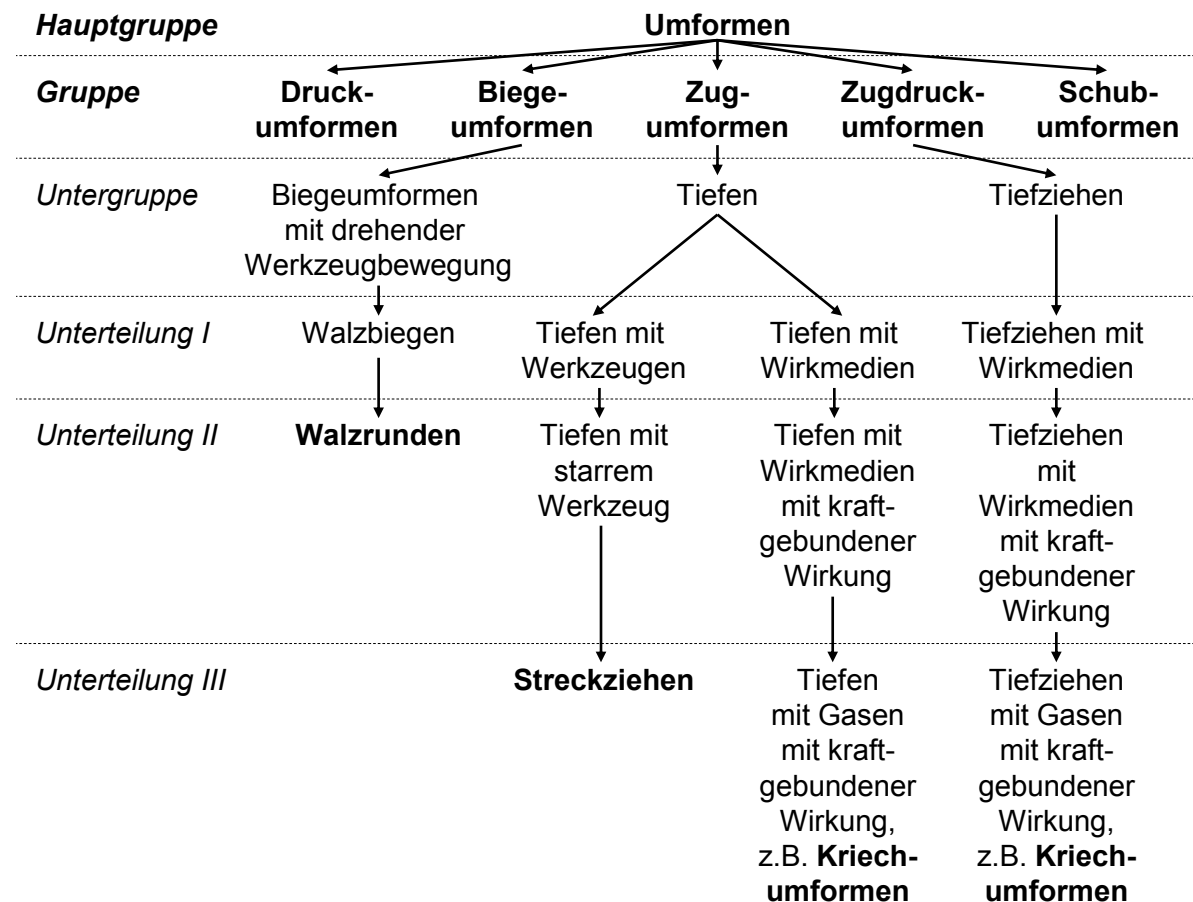 Hauptgruppe Umformen
Gruppe Druck- Biege- Zug- Zugdruck- Schub-
umformen umformen umformen umformen umformen
Untergruppe Biegeumformen Tiefen Tiefziehen
mit drehender
Werkzeugbewegung
Unterteilung I Walzbiegen Tiefen mit Tiefen mit Tiefziehen mit
Werkzeugen Wirkmedien Wirkmedien
Unterteilung II Walzrunden Tiefen mit Tiefen mit Tiefziehen
starrem Wirkmedien mit
Werkzeug mit kraft- Wirkmedien
gebundener mit kraft-
Wirkung gebundener
Wirkung
Unterteilung III Streckziehen Tiefen Tiefziehen
mit Gasen mit Gasen
mit kraft- mit kraft-
gebundener gebundener
Wirkung, Wirkung,
z.B. Kriech- z.B. Kriech-
umformen umformen